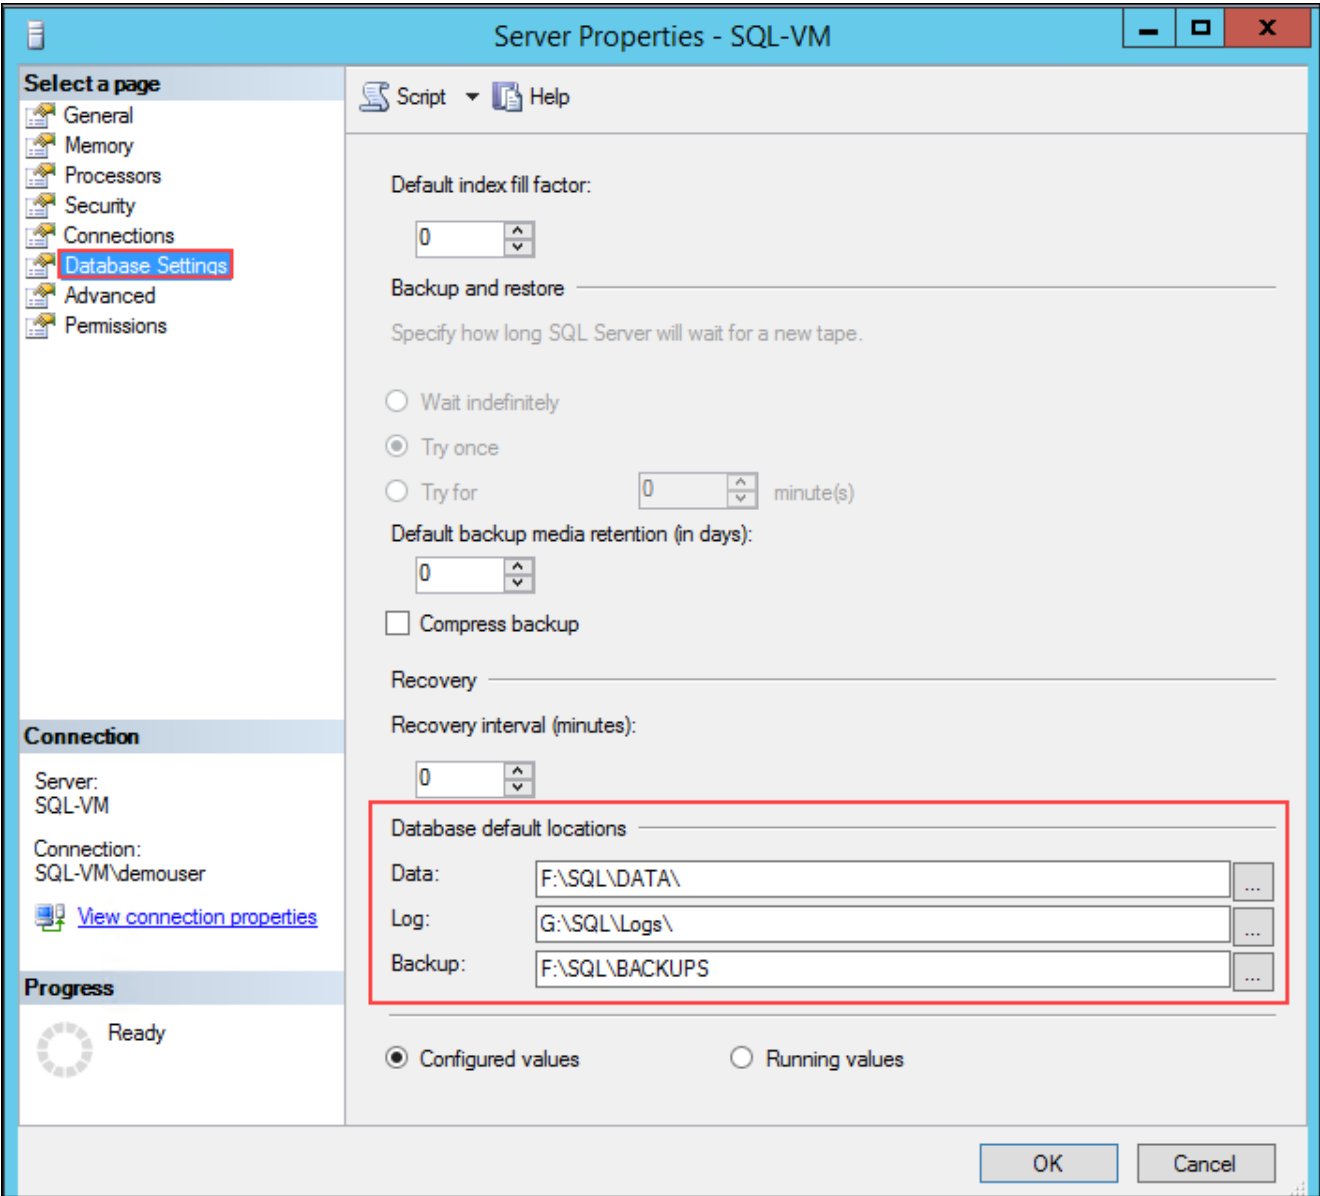 Server Properties - SQL-VM
x
Select a page
General
Memory
Processors
Security
Connections
Database Settings
Advanced
Permissions
Script
Help
Default index fill factor:
0
Backup and restore
Specify how long SQL Server will wait for a new tape.
Wait indefinitely
Try once
Try for 0 minute(s)
Default backup media retention (in days):
0
Compress backup
Recovery
Recovery interval (minutes):
0
Database default locations
Data: F:\SQL\DATA\ ...
Log: G:\SQL\Logs\ ...
Backup: F:\SQL\BACKUPS ...
Configured values
Running values
Connection
Server:
SQL-VM
Connection:
SQL-VM\demouser
View connection properties
Progress
Ready
OK
Cancel